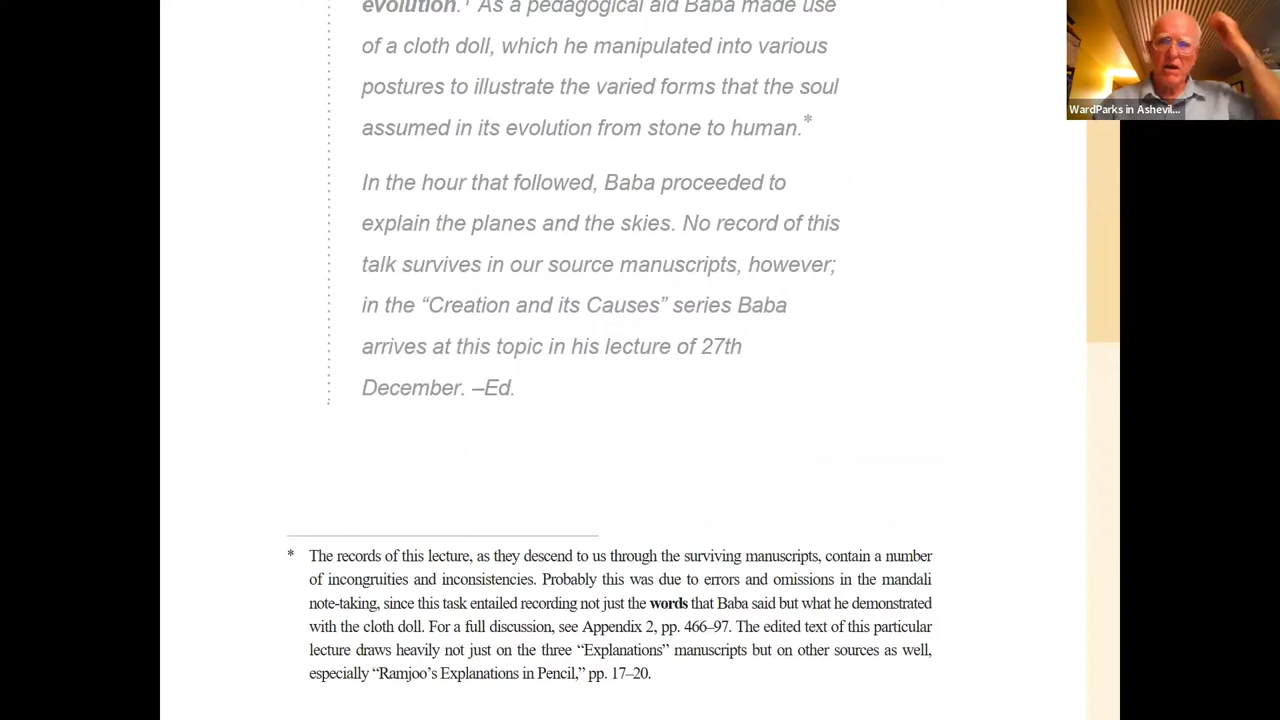 evolution.¹ As a pedagogical aid Baba made use
of a cloth doll, which he manipulated into various
postures to illustrate the varied forms that the soul
assumed in its evolution from stone to human.*
In the hour that followed, Baba proceeded to
explain the planes and the skies. No record of this
talk survives in our source manuscripts, however;
in the “Creation and its Causes” series Baba
arrives at this topic in his lecture of 27th
December. –Ed.
* The records of this lecture, as they descend to us through the surviving manuscripts, contain a number
of incongruities and inconsistencies. Probably this was due to errors and omissions in the mandali
note-taking, since this task entailed recording not just the words that Baba said but what he demonstrated
with the cloth doll. For a full discussion, see Appendix 2, pp. 466–97. The edited text of this particular
lecture draws heavily not just on the three “Explanations” manuscripts but on other sources as well,
especially “Ramjoo’s Explanations in Pencil,” pp. 17–20.
WardParks in Ashevil...